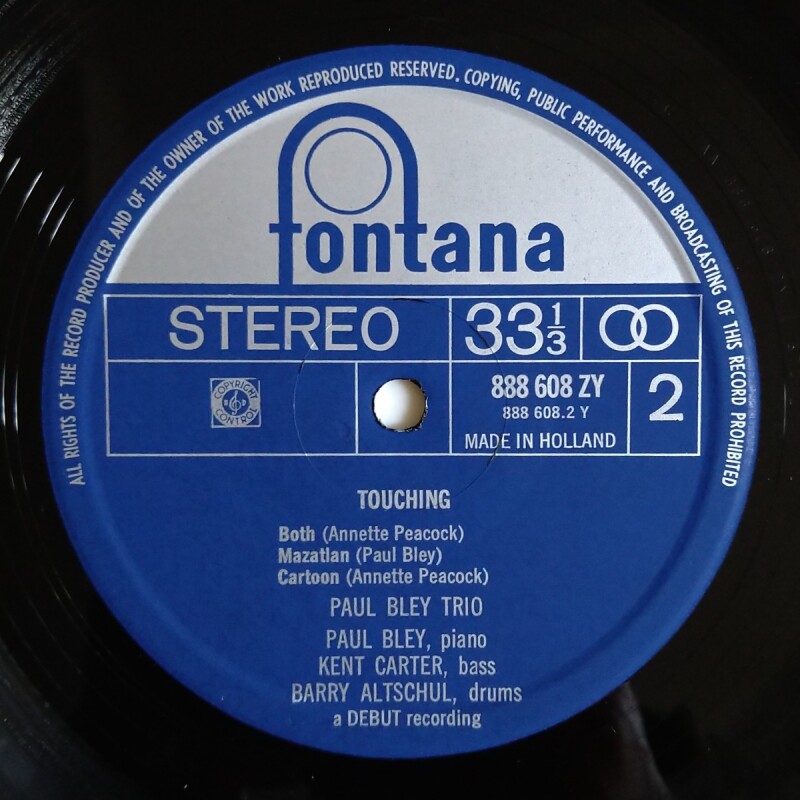 ALL RIGHTS OF THE RECORD PRODUCER AND OF THE OWNER OF THE WORK REPRODUCED RESERVED. COPYING, PUBLIC PERFORMANCE AND BROADCASTING OF THIS RECORD PROHIBITED
fontana
STEREO 33 1/3
COPYRIGHT
B D
CONTROL
888 608 ZY
888 608.2 Y
2
MADE IN HOLLAND
TOUCHING
Both (Annette Peacock)
Mazatlan (Paul Bley)
Cartoon (Annette Peacock)
PAUL BLEY TRIO
PAUL BLEY, piano
KENT CARTER, bass
BARRY ALTSCHUL, drums
a DEBUT recording